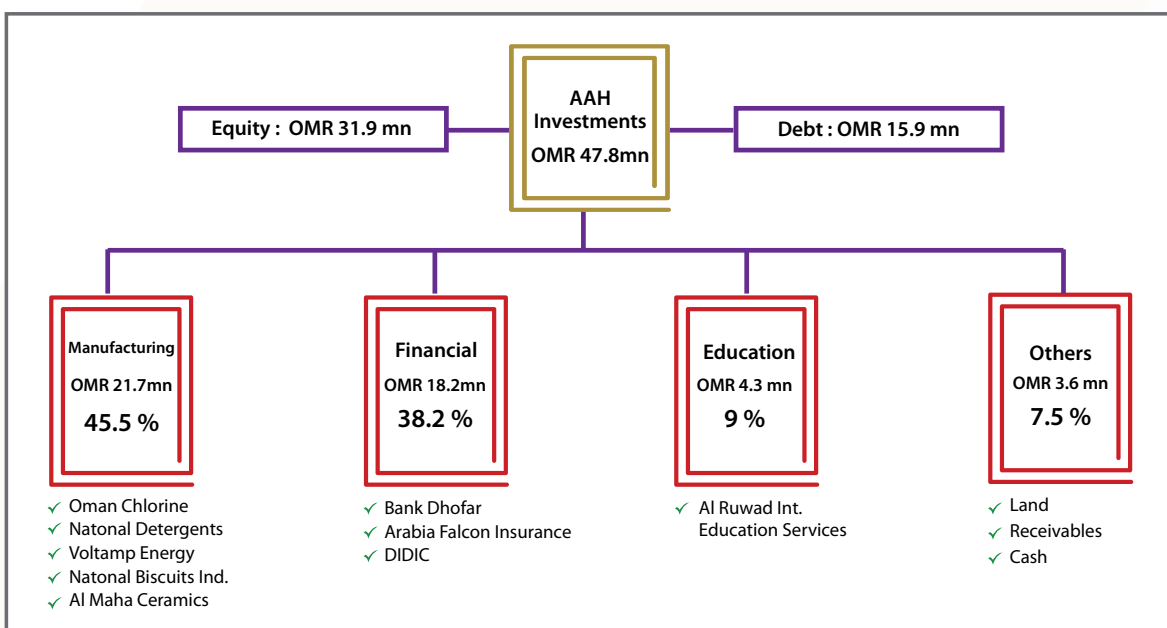 AAH
Investments
OMR 47.8mn
Equity : OMR 31.9 mn
Debt : OMR 15.9 mn
Manufacturing
OMR 21.7mn
45.5 %
Oman Chlorine
Natonal Detergents
Voltamp Energy
Natonal Biscuits Ind.
Al Maha Ceramics
Financial
OMR 18.2mn
38.2 %
Bank Dhofar
Arabia Falcon Insurance
DIDIC
Education
OMR 4.3 mn
9 %
Al Ruwad Int.
Education Services
Others
OMR 3.6 mn
7.5 %
Land
Receivables
Cash